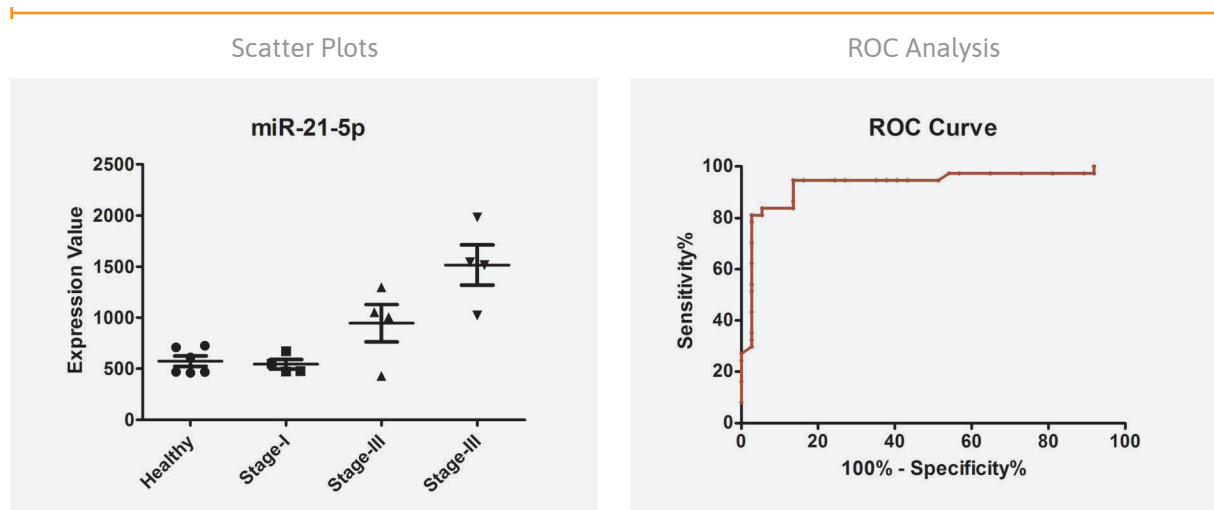 Scatter Plots
miR-21-5p
Expression Value
2500
2000
1500
1000
500
0
Healthy
Stage-I
Stage-III
Stage-III
ROC Analysis
ROC Curve
Sensitivity%
100
80
60
40
20
0
0 20 40 60 80 100
100% - Specificity%